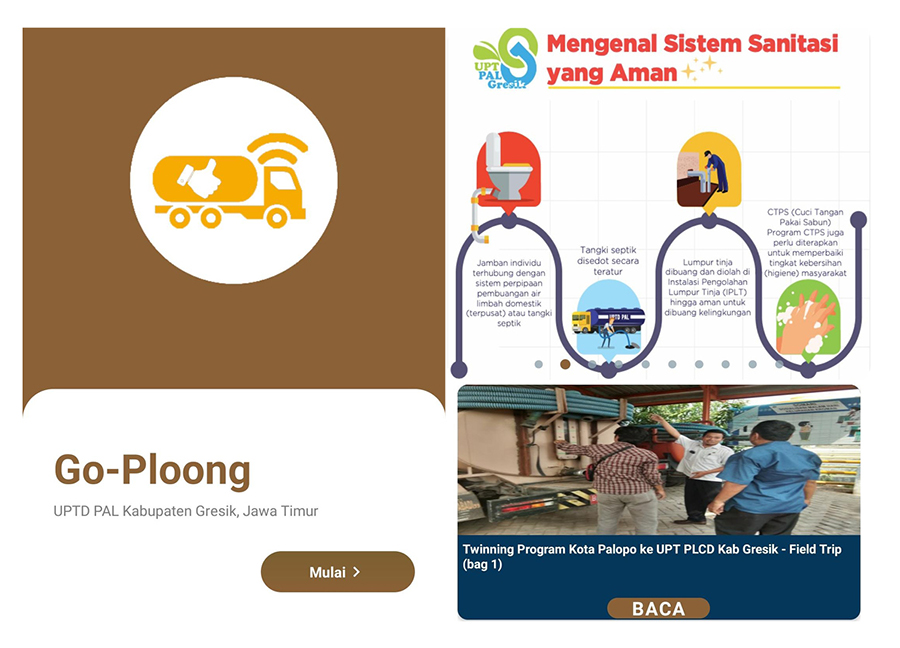 Go-Ploong
UPTD PAL Kabupaten Gresik, Jawa Timur
Mulai
UPT
PAL
Gresik
Mengenal Sistem Sanitasi
yang Aman
Jamban individu
terhubung dengan
sistem perpipaan
pembuangan air
limbah domestik
(terpusat) atau tangki
septik
Tangki septik
disedot secara
teratur
UPTD PAL
Lumpur tinja
dibuang dan diolah di
Instalasi Pengolahan
Lumpur Tinja (IPLT)
hingga aman untuk
dibuang kelingkungan
CTPS (Cuci Tangan
Pakai Sabun)
Program CTPS juga
perlu diterapkan
untuk memperbaiki
tingkat kebersihan
(higiene) masyarakat
Twinning Program Kota Palopo ke UPT PLCD Kab Gresik - Field Trip
(bag 1)
BACA